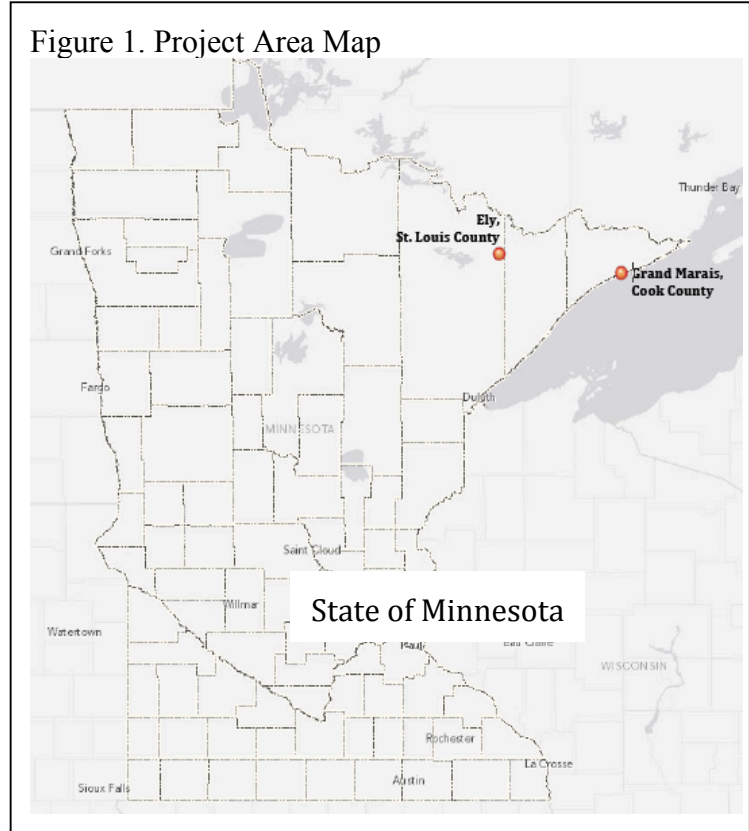 Figure 1. Project Area Map
Thunder Bay
Ely,
St. Louis County
Grand Forks
Grand Marais,
Cook County
Fargo
Duluth
MINNESOTA
Saint Cloud
Willmar
State of Minnesota
Watertown
Paul
Eau Claire
WISCONSIN
Rochester
La Crosse
Sioux Falls
Austin